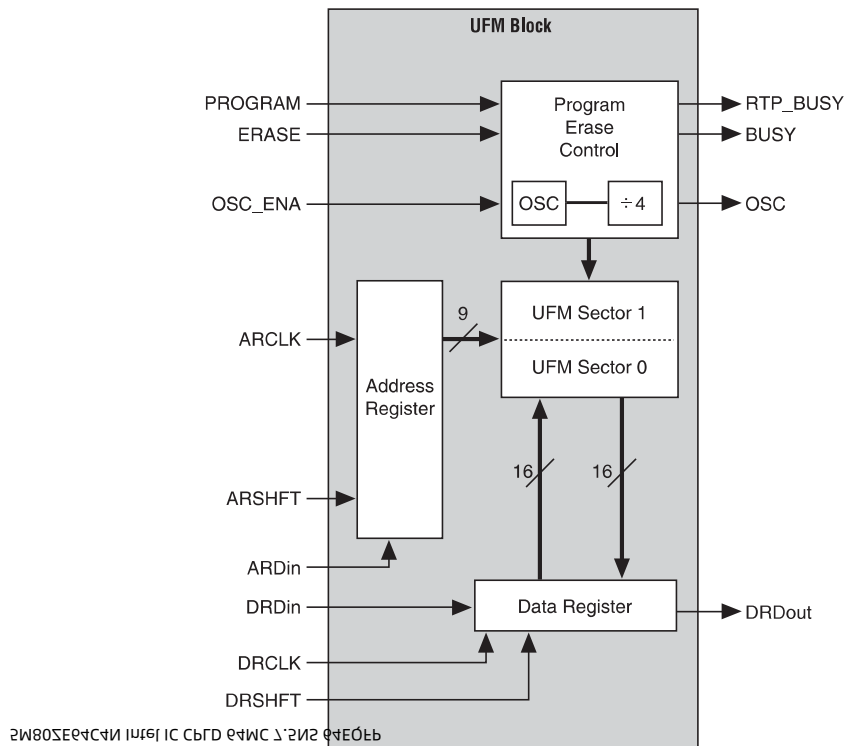 UFM Block
PROGRAM
ERASE
OSC_ENA
Program
Erase
Control
OSC
÷4
RTP_BUSY
BUSY
OSC
ARCLK
ARSHFT
ARDin
Address
Register
9
UFM Sector 1
UFM Sector 0
16
16
DRDin
DRCLK
DRSHFT
Data Register
DRDout
5M80ZE64C4N Intel IC CPLD 64MC 7.5NS 64EQFP